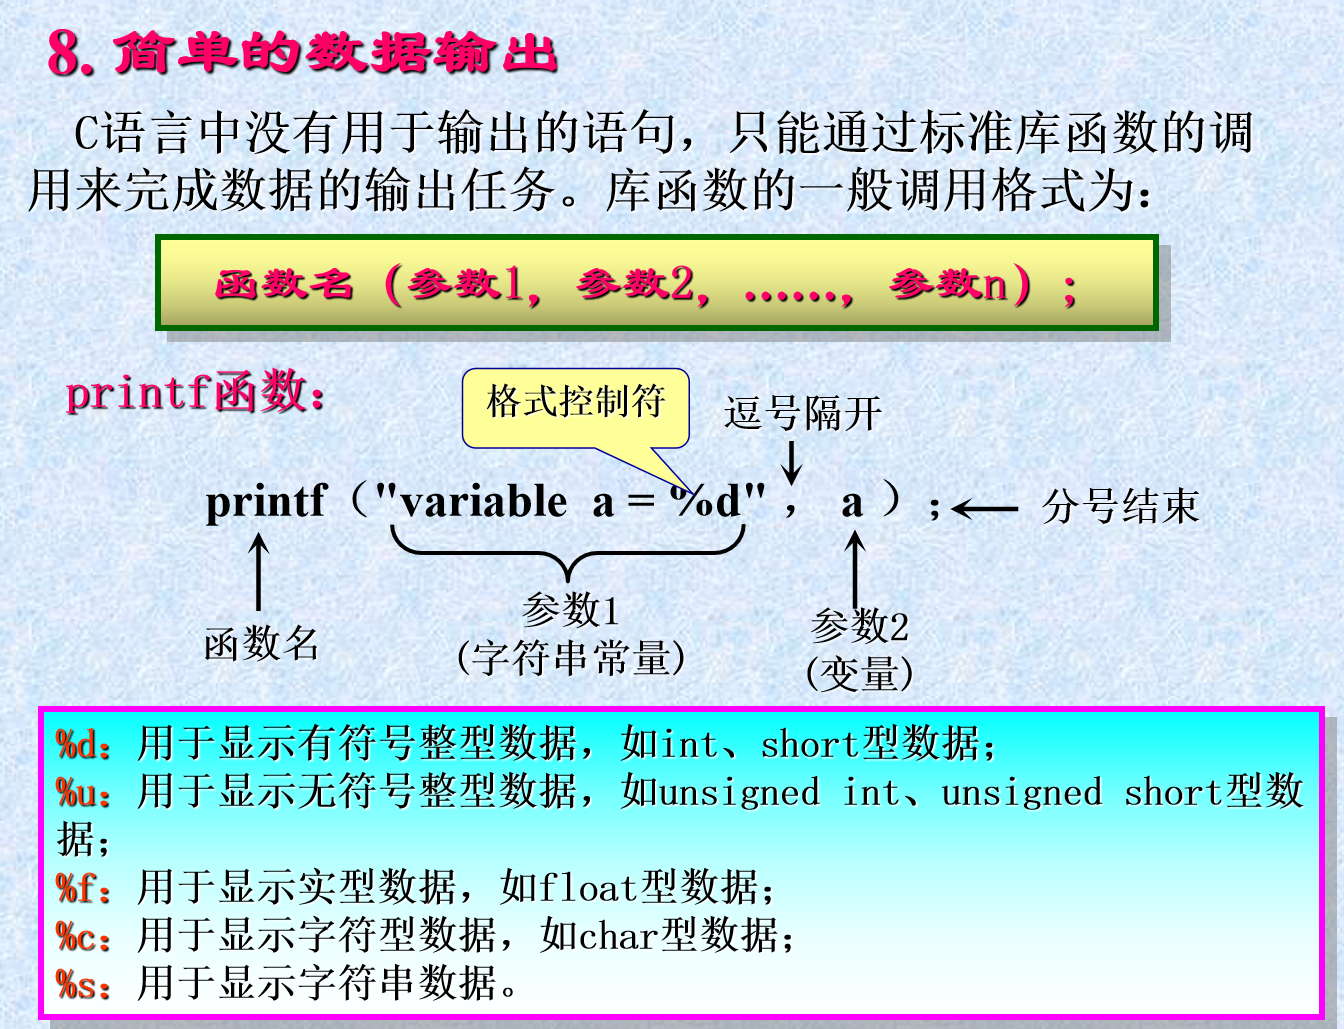 8. 简单的数据输出
C语言中没有用于输出的语句，只能通过标准库函数的调
用来完成数据的输出任务。库函数的一般调用格式为：
函数名（参数1，参数2，……，参数n）；
printf函数：
格式控制符
逗号隔开
printf（"variable  a = %d" ， a ）；
分号结束
函数名
参数1
(字符串常量)
参数2
(变量)
%d：用于显示有符号整型数据，如int、short型数据；
%u：用于显示无符号整型数据，如unsigned int、unsigned short型数
据；
%f：用于显示实型数据，如float型数据；
%c：用于显示字符型数据，如char型数据；
%s：用于显示字符串数据。